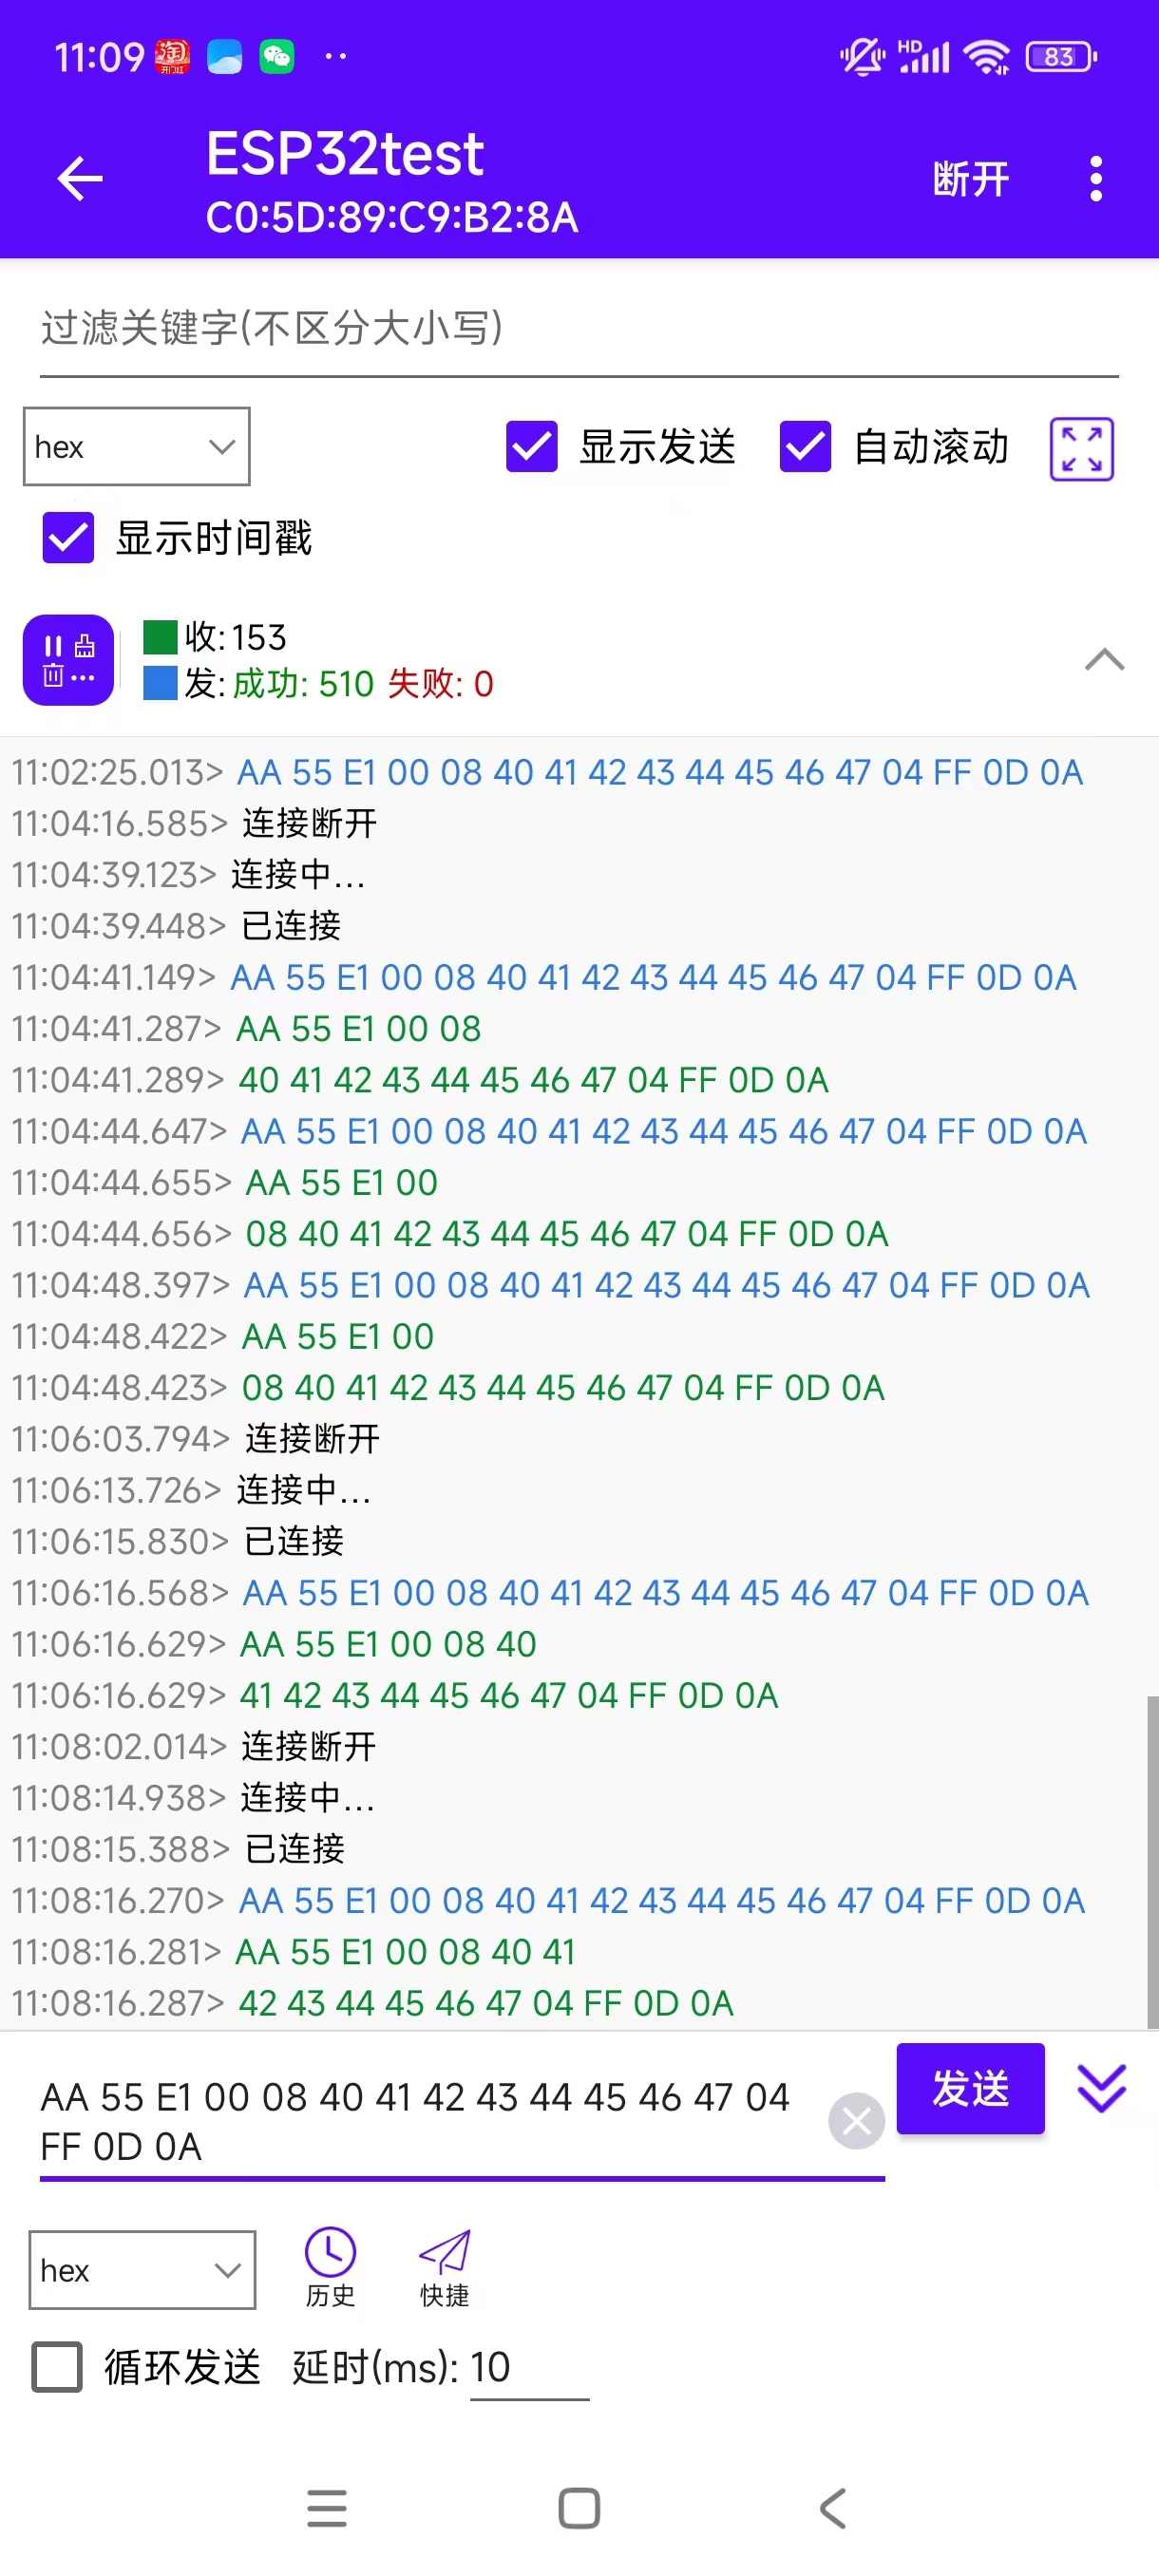 11:09 淘 开门红 HD 83
ESP32test
C0:5D:89:C9:B2:8A
断开
过滤关键字(不区分大小写)
hex 显示发送 自动滚动
显示时间戳
收: 153
发: 成功: 510 失败: 0
11:02:25.013> AA 55 E1 00 08 40 41 42 43 44 45 46 47 04 FF 0D 0A
11:04:16.585> 连接断开
11:04:39.123> 连接中...
11:04:39.448> 已连接
11:04:41.149> AA 55 E1 00 08 40 41 42 43 44 45 46 47 04 FF 0D 0A
11:04:41.287> AA 55 E1 00 08
11:04:41.289> 40 41 42 43 44 45 46 47 04 FF 0D 0A
11:04:44.647> AA 55 E1 00 08 40 41 42 43 44 45 46 47 04 FF 0D 0A
11:04:44.655> AA 55 E1 00
11:04:44.656> 08 40 41 42 43 44 45 46 47 04 FF 0D 0A
11:04:48.397> AA 55 E1 00 08 40 41 42 43 44 45 46 47 04 FF 0D 0A
11:04:48.422> AA 55 E1 00
11:04:48.423> 08 40 41 42 43 44 45 46 47 04 FF 0D 0A
11:06:03.794> 连接断开
11:06:13.726> 连接中...
11:06:15.830> 已连接
11:06:16.568> AA 55 E1 00 08 40 41 42 43 44 45 46 47 04 FF 0D 0A
11:06:16.629> AA 55 E1 00 08 40
11:06:16.629> 41 42 43 44 45 46 47 04 FF 0D 0A
11:08:02.014> 连接断开
11:08:14.938> 连接中...
11:08:15.388> 已连接
11:08:16.270> AA 55 E1 00 08 40 41 42 43 44 45 46 47 04 FF 0D 0A
11:08:16.281> AA 55 E1 00 08 40 41
11:08:16.287> 42 43 44 45 46 47 04 FF 0D 0A
AA 55 E1 00 08 40 41 42 43 44 45 46 47 04
FF 0D 0A
发送
hex 历史 快捷
循环发送 延时(ms): 10